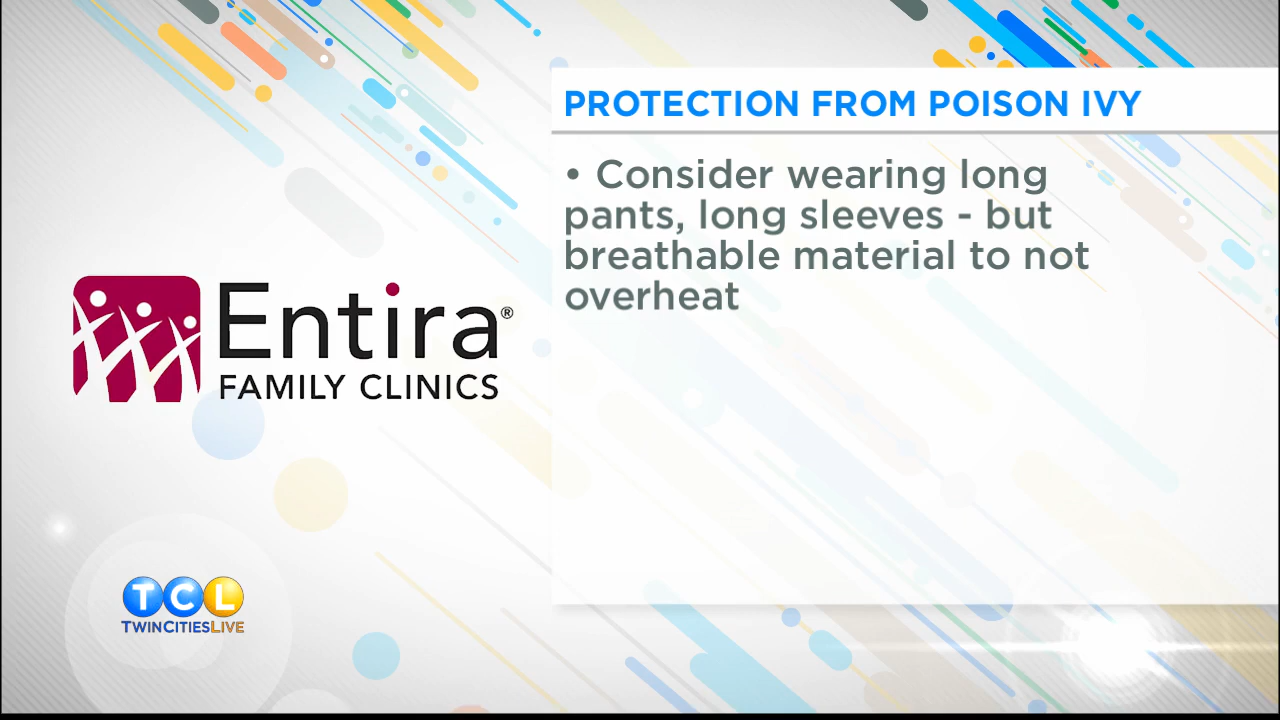 PROTECTION FROM POISON IVY
• Consider wearing long
pants, long sleeves - but
breathable material to not
overheat
Entira®
FAMILY CLINICS
TCL
TWINCITIESLIVE